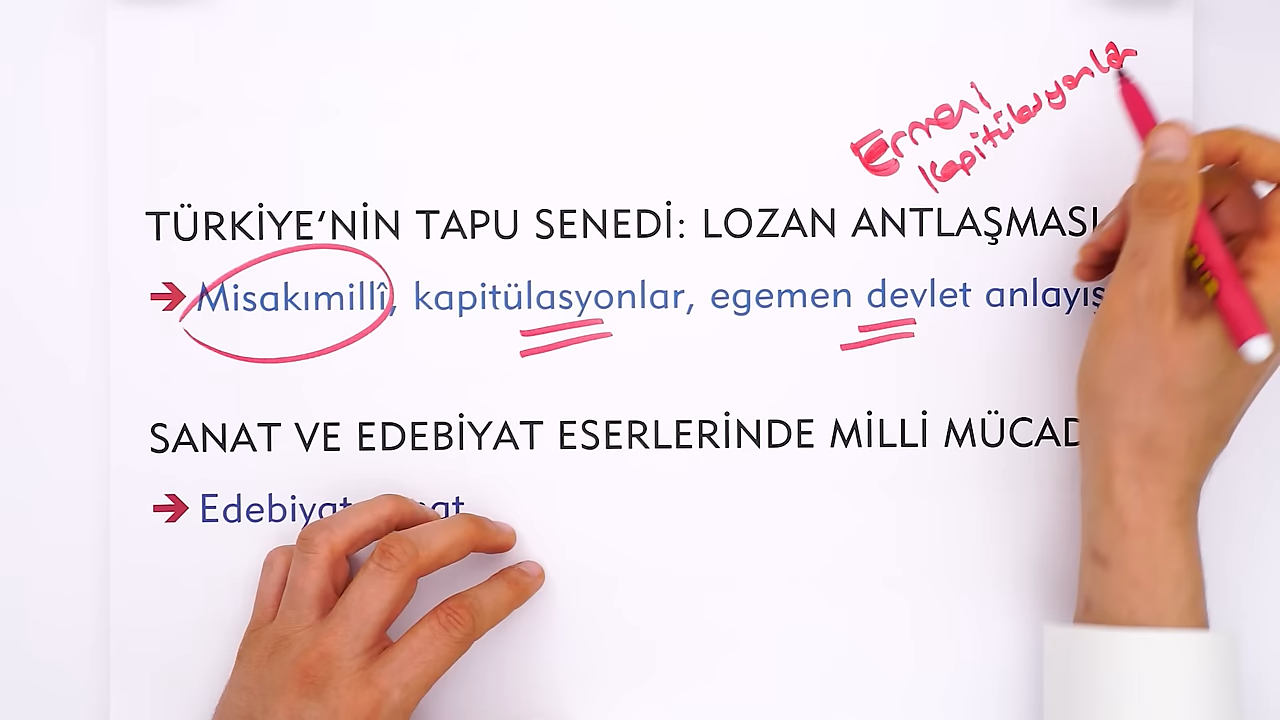 Ermeni
kapitülasyonlar
TÜRKİYE'NİN TAPU SENEDİ: LOZAN ANTLAŞMASI
→ Misakımillî, kapitülasyonlar, egemen devlet anlayış
SANAT VE EDEBİYAT ESERLERİNDE MİLLİ MÜCAD
→